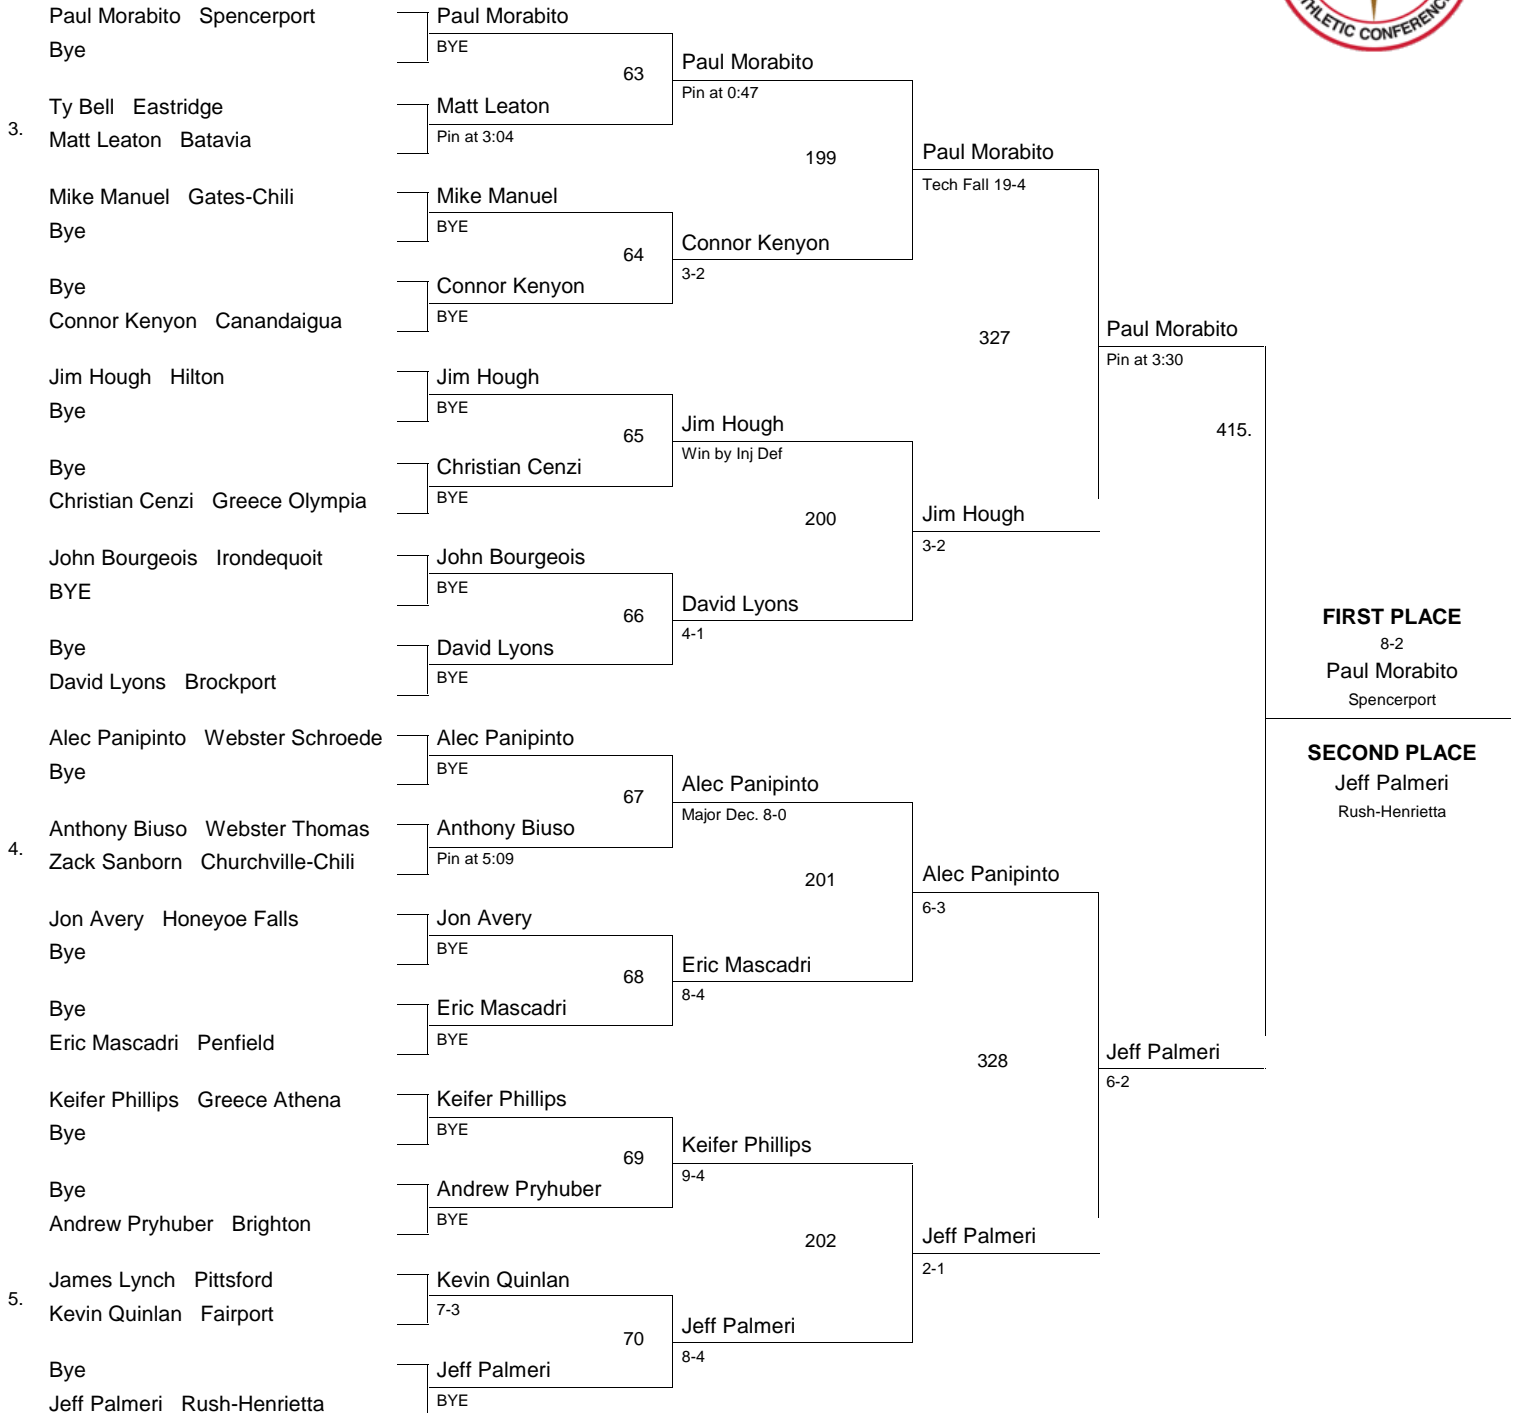 ATHLETIC CONFERENCE
Paul Morabito Spencerport
Bye
3.
Ty Bell Eastridge
Matt Leaton Batavia
Mike Manuel Gates-Chili
Bye
Bye
Connor Kenyon Canandaigua
Jim Hough Hilton
Bye
Bye
Christian Cenzi Greece Olympia
John Bourgeois Irondequoit
BYE
Bye
David Lyons Brockport
Alec Panipinto Webster Schroede
Bye
4.
Anthony Biuso Webster Thomas
Zack Sanborn Churchville-Chili
Jon Avery Honeyoe Falls
Bye
Bye
Eric Mascadri Penfield
Keifer Phillips Greece Athena
Bye
Bye
Andrew Pryhuber Brighton
5.
James Lynch Pittsford
Kevin Quinlan Fairport
Bye
Jeff Palmeri Rush-Henrietta
Paul Morabito
BYE
63
Matt Leaton
Pin at 3:04
Mike Manuel
BYE
64
Connor Kenyon
BYE
Jim Hough
BYE
65
Christian Cenzi
BYE
John Bourgeois
BYE
66
David Lyons
BYE
Alec Panipinto
BYE
67
Anthony Biuso
Pin at 5:09
Jon Avery
BYE
68
Eric Mascadri
BYE
Keifer Phillips
BYE
69
Andrew Pryhuber
BYE
Kevin Quinlan
7-3
70
Jeff Palmeri
BYE
Paul Morabito
Pin at 0:47
199
Connor Kenyon
3-2
Jim Hough
Win by Inj Def
200
David Lyons
4-1
Alec Panipinto
Major Dec. 8-0
201
Eric Mascadri
8-4
Keifer Phillips
9-4
202
Jeff Palmeri
8-4
Paul Morabito
Tech Fall 19-4
327
Jim Hough
3-2
Alec Panipinto
6-3
328
Jeff Palmeri
2-1
Paul Morabito
Pin at 3:30
415.
Jeff Palmeri
6-2
FIRST PLACE
8-2
Paul Morabito
Spencerport
SECOND PLACE
Jeff Palmeri
Rush-Henrietta